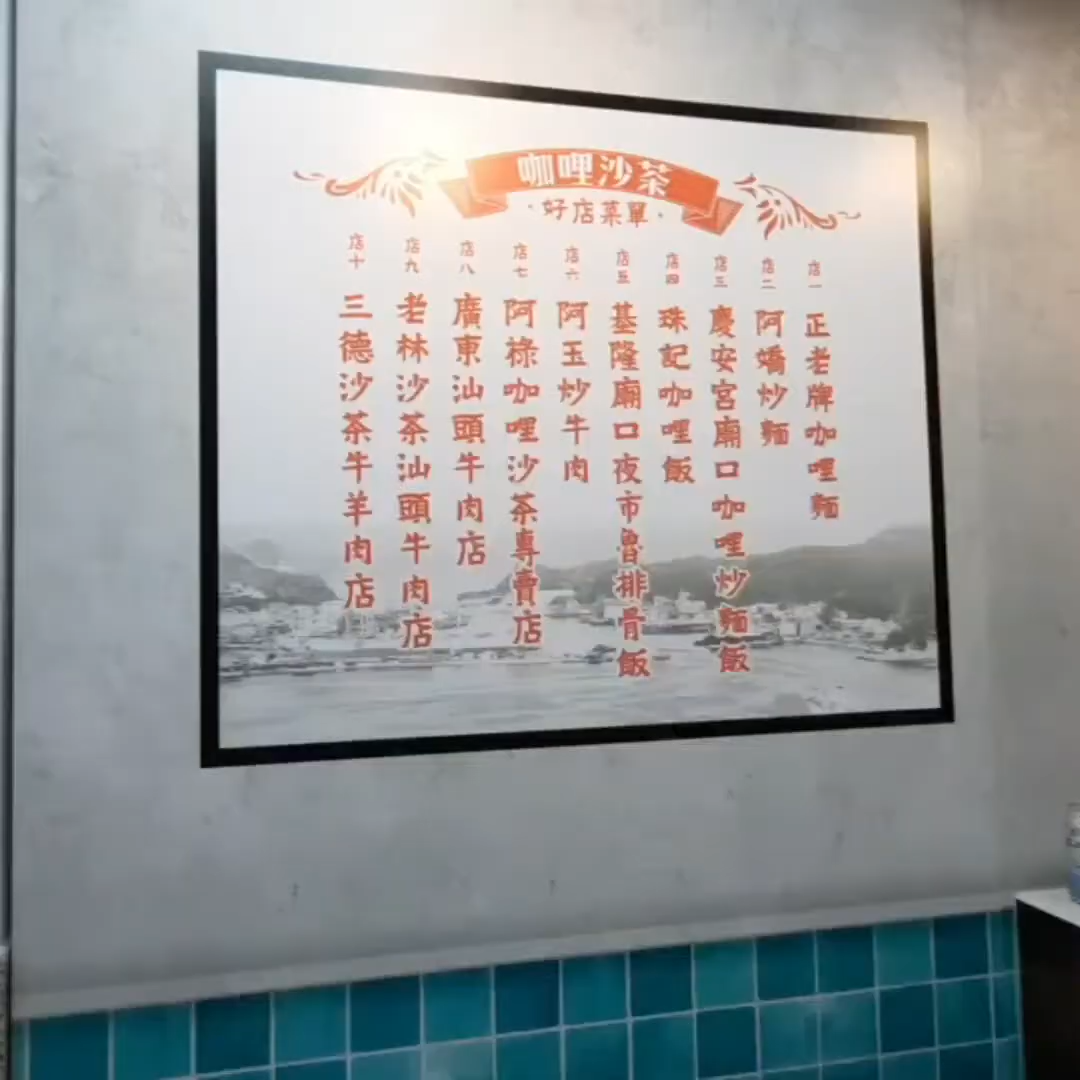 咖哩沙茶
·好店菜單·
店一 正老牌咖哩麵
店二 阿嬌炒麵
店三 慶安宮廟口咖哩炒麵飯
店四 珠記咖哩飯
店五 基隆廟口夜市魯排骨飯
店六 阿玉炒牛肉
店七 阿祿咖哩沙茶專賣店
店八 廣東汕頭牛肉店
店九 老林沙茶汕頭牛肉店
店十 三德沙茶牛羊肉店